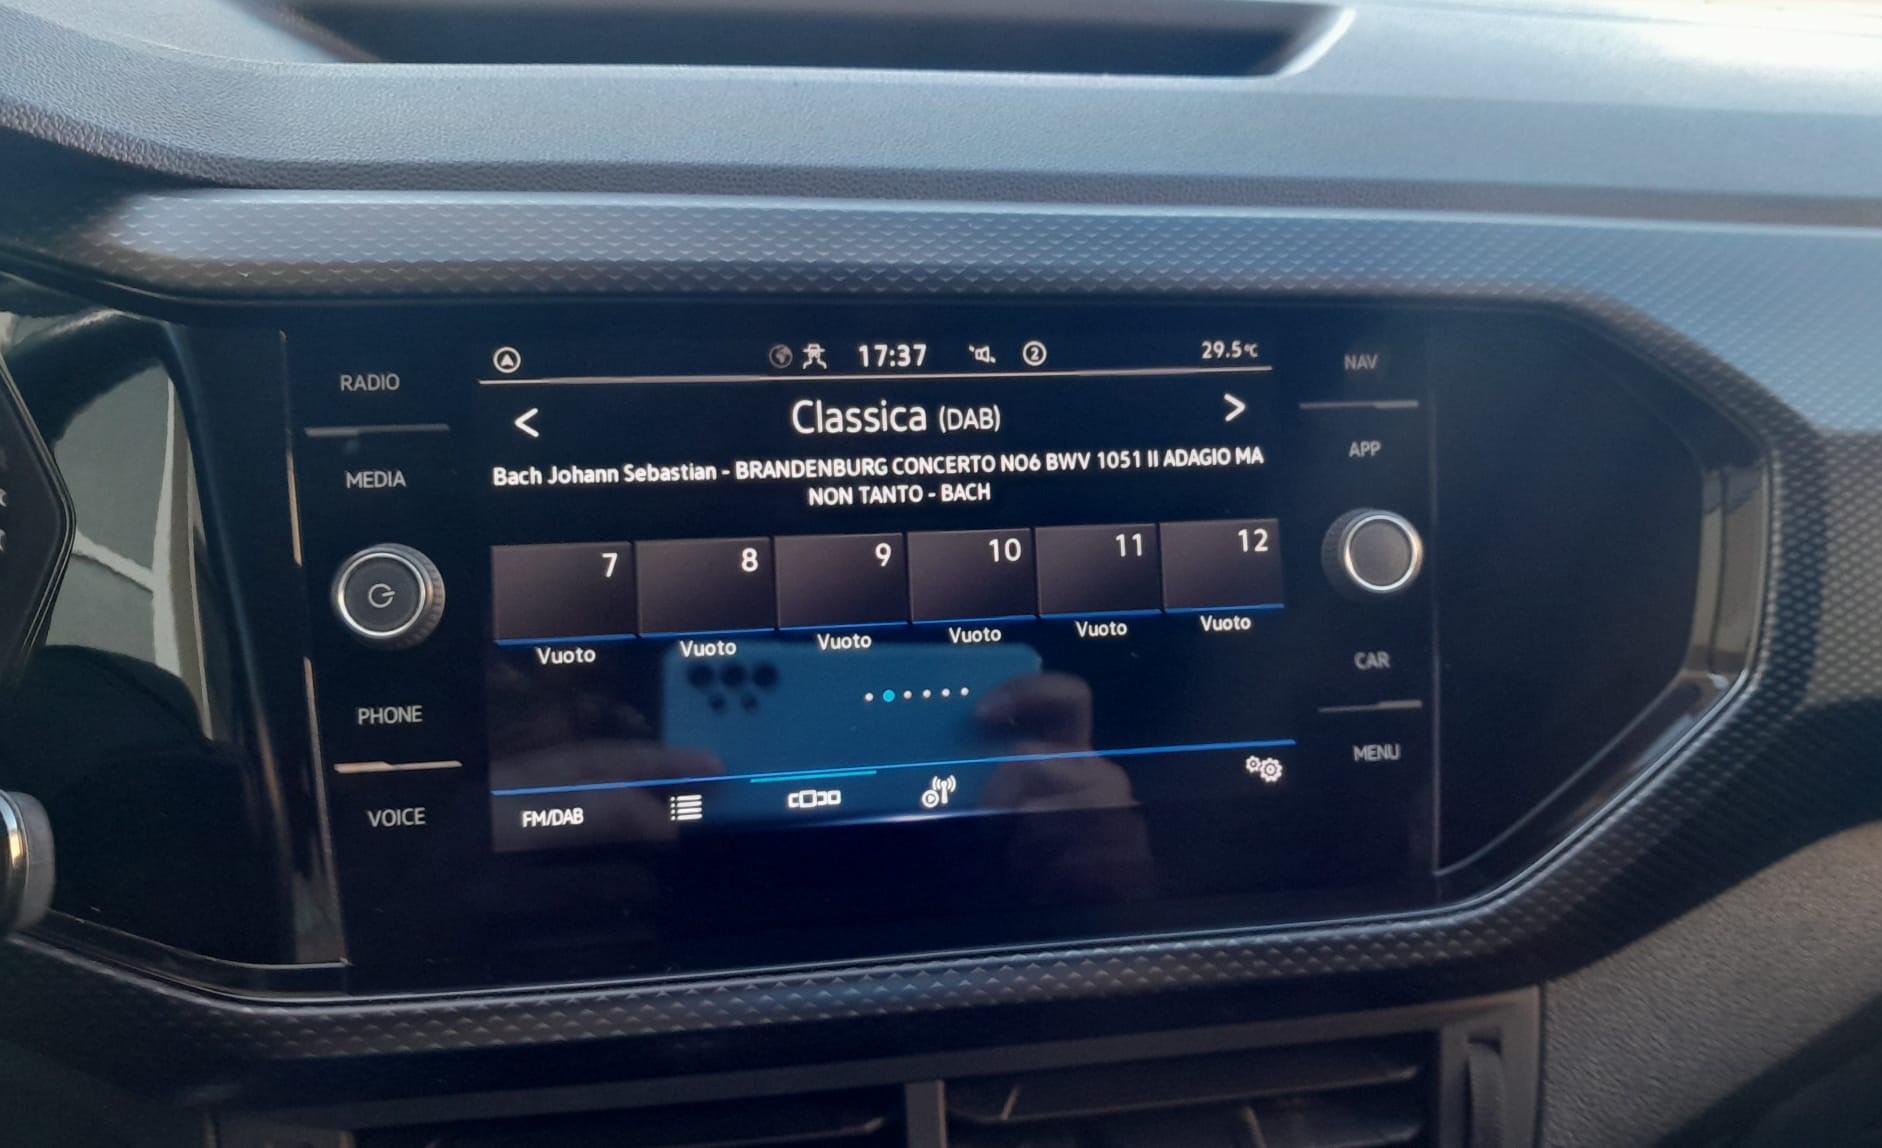 RADIO
MEDIA
PHONE
VOICE
17:37
2
29.5°C
Classica (DAB)
Bach Johann Sebastian - BRANDENBURG CONCERTO NO6 BWV 1051 II ADAGIO MA
NON TANTO - BACH
7 8 9 10 11 12
Vuoto Vuoto Vuoto Vuoto Vuoto Vuoto
FM/DAB
NAV
APP
CAR
MENU